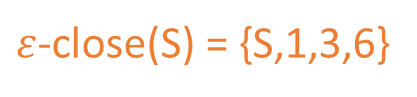 ε-close(S) = {S,1,3,6}